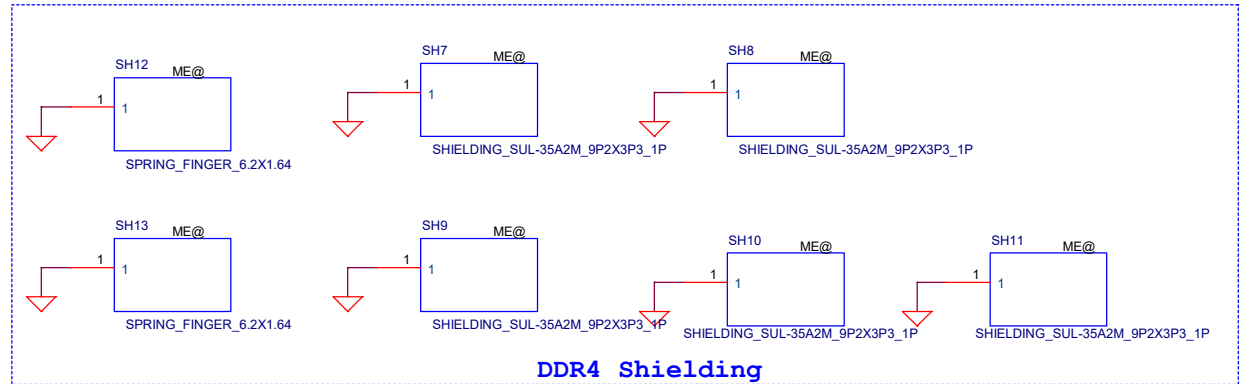 SH12
ME@
1
1
SPRING_FINGER_6.2X1.64
SH7
ME@
1
1
SHIELDING_SUL-35A2M_9P2X3P3_1P
SH8
ME@
1
1
SHIELDING_SUL-35A2M_9P2X3P3_1P
SH13
ME@
1
1
SPRING_FINGER_6.2X1.64
SH9
ME@
1
1
SHIELDING_SUL-35A2M_9P2X3P3_1P
SH10
ME@
1
1
SHIELDING_SUL-35A2M_9P2X3P3_1P
SH11
ME@
1
1
SHIELDING_SUL-35A2M_9P2X3P3_1P
DDR4 Shielding